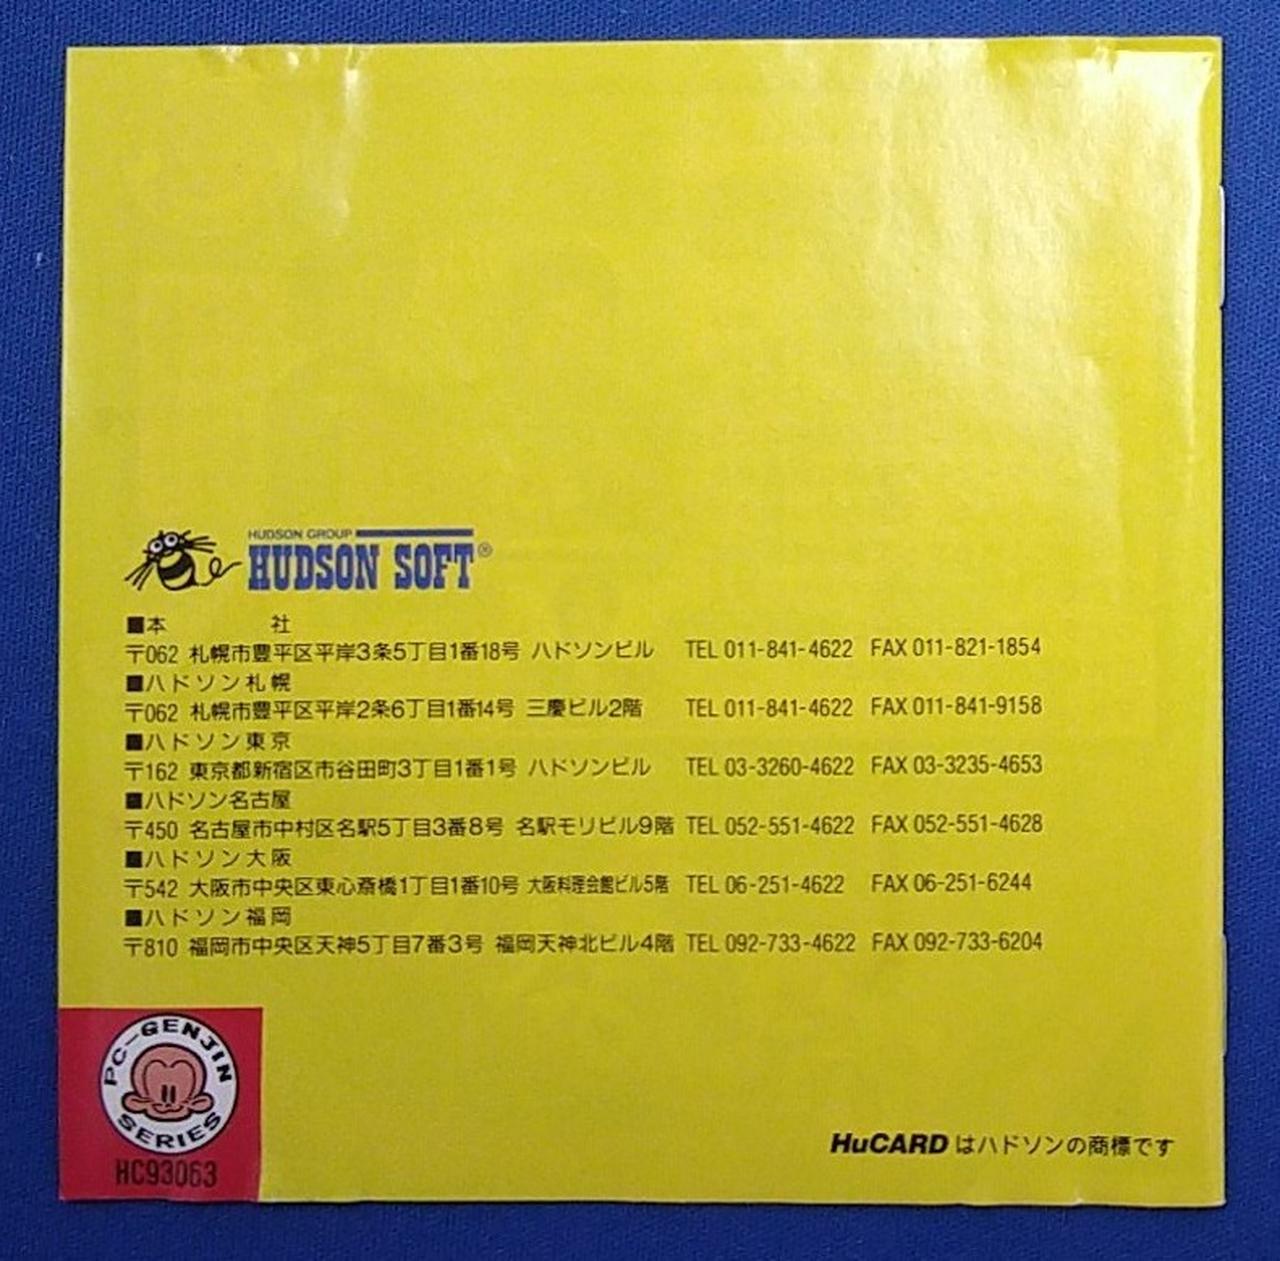 HUDSON GROUP
HUDSON SOFT®
■本 社
〒062 札幌市豊平区平岸3条5丁目1番18号 ハドソンビル TEL 011-841-4622 FAX 011-821-1854
■ハドソン札幌
〒062 札幌市豊平区平岸2条6丁目1番14号 三慶ビル2階 TEL 011-841-4622 FAX 011-841-9158
■ハドソン東京
〒162 東京都新宿区市谷田町3丁目1番1号 ハドソンビル TEL 03-3260-4622 FAX 03-3235-4653
■ハドソン名古屋
〒450 名古屋市中村区名駅5丁目3番8号 名駅モリビル9階 TEL 052-551-4622 FAX 052-551-4628
■ハドソン大阪
〒542 大阪市中央区東心斎橋1丁目1番10号 大阪料理会館ビル5階 TEL 06-251-4622 FAX 06-251-6244
■ハドソン福岡
〒810 福岡市中央区天神5丁目7番3号 福岡天神北ビル4階 TEL 092-733-4622 FAX 092-733-6204
PC-GENJIN
SERIES
HC93063
HuCARD はハドソンの商標です